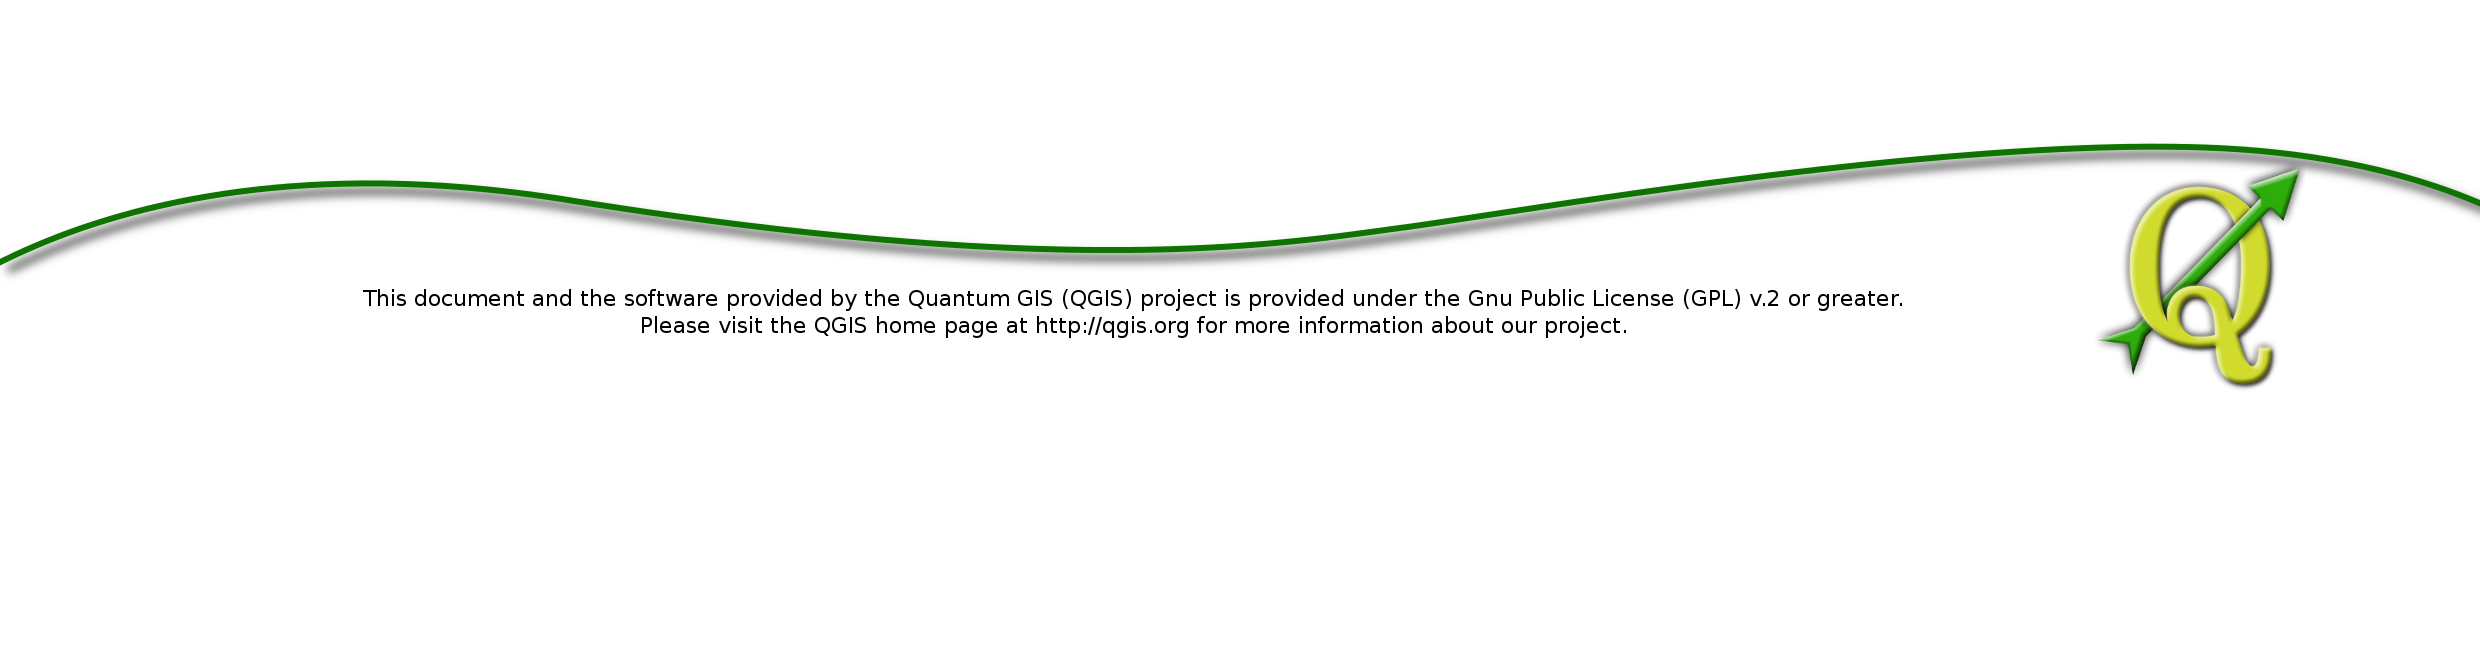 This document and the software provided by the Quantum GIS (QGIS) project is provided under the Gnu Public License (GPL) v.2 or greater.
Please visit the QGIS home page at http://qgis.org for more information about our project.
Q